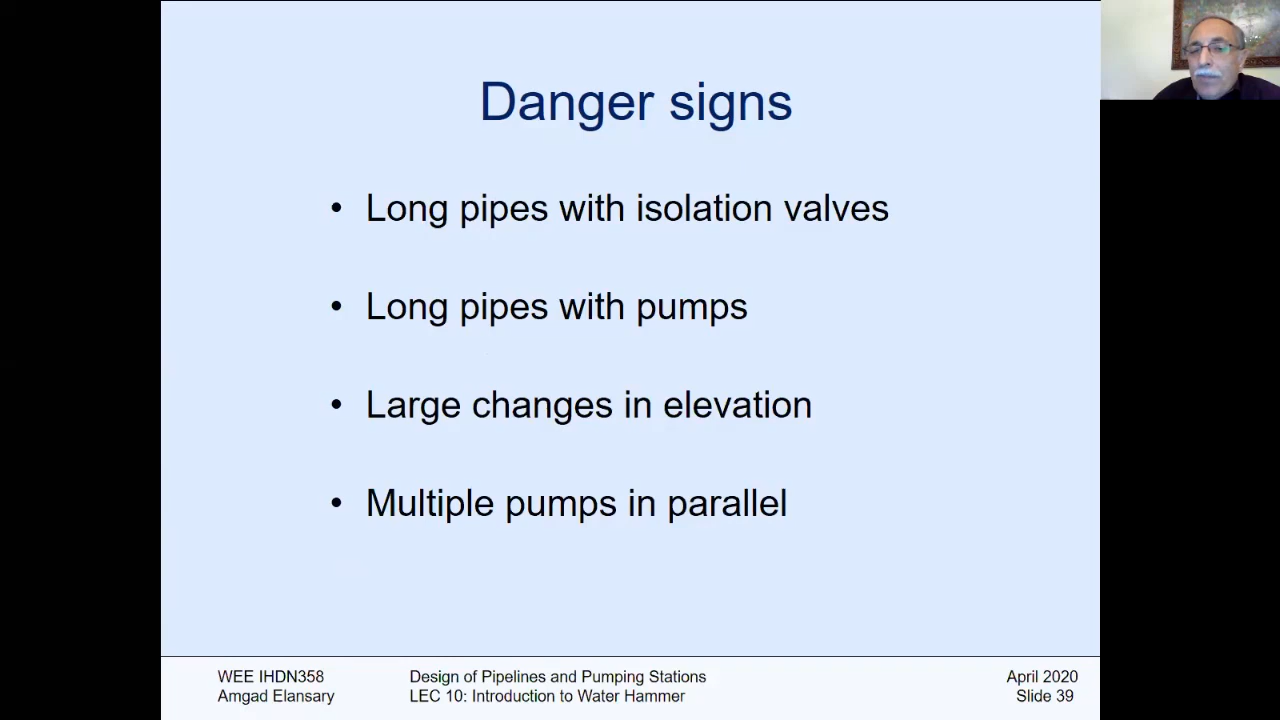 Danger signs
• Long pipes with isolation valves
• Long pipes with pumps
• Large changes in elevation
• Multiple pumps in parallel
WEE IHDN358 Design of Pipelines and Pumping Stations April 2020
Amgad Elansary LEC 10: Introduction to Water Hammer Slide 39